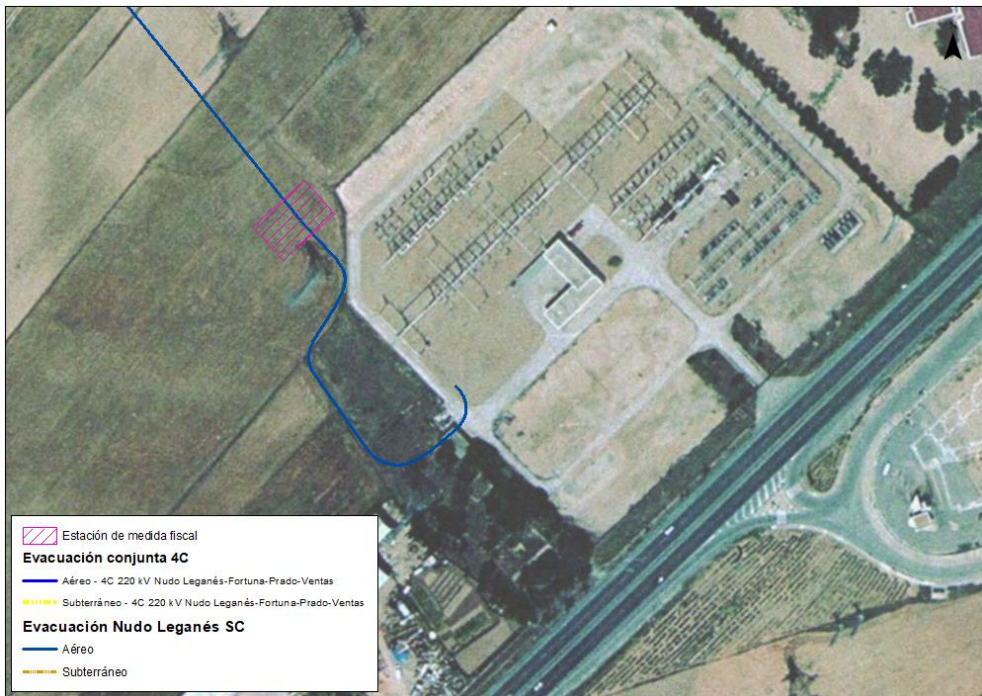 Estación de medida fiscal
Evacuación conjunta 4C
Aéreo - 4C 220 kV Nudo Leganés-Fortuna-Prado-Ventas
Subterráneo - 4C 220 kV Nudo Leganés-Fortuna-Prado-Ventas
Evacuación Nudo Leganés SC
Aéreo
Subterráneo